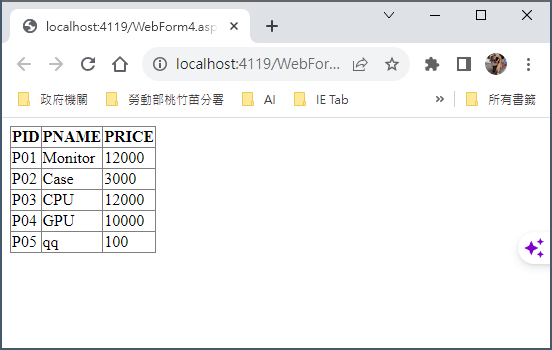 localhost:4119/WebForm4.asp
localhost:4119/WebFor...
政府機關 勞動部桃竹苗分署 AI IE Tab » 所有書籤
PID PNAME PRICE
P01 Monitor 12000
P02 Case 3000
P03 CPU 12000
P04 GPU 10000
P05 qq 100